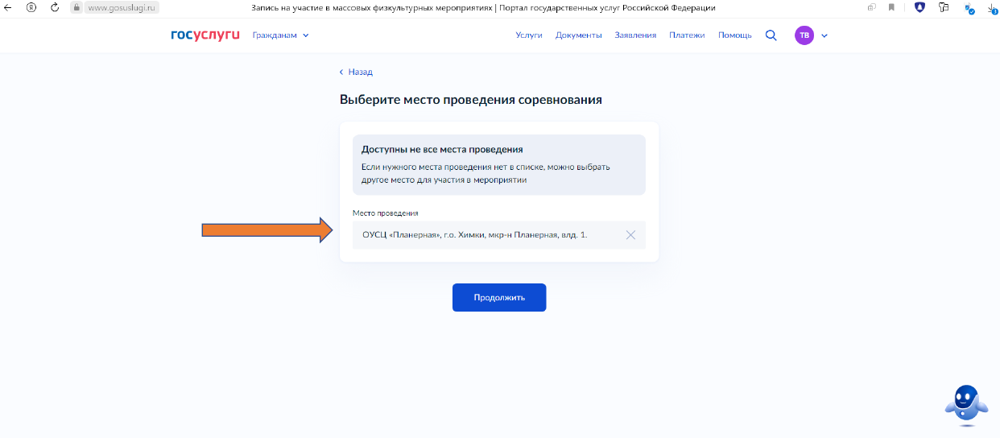 www.gosuslugi.ru
Запись на участие в массовых физкультурных мероприятиях | Портал государственных услуг Российской Федерации
3
госуслуги
Гражданам
Услуги
Документы
Заявления
Платежи
Помощь
ТВ
Назад
Выберите место проведения соревнования
Доступны не все места проведения
Если нужного места проведения нет в списке, можно выбрать
другое место для участия в мероприятии
Место проведения
ОУСЦ «Планерная», г.о. Химки, мкр-н Планерная, влд. 1.
Продолжить